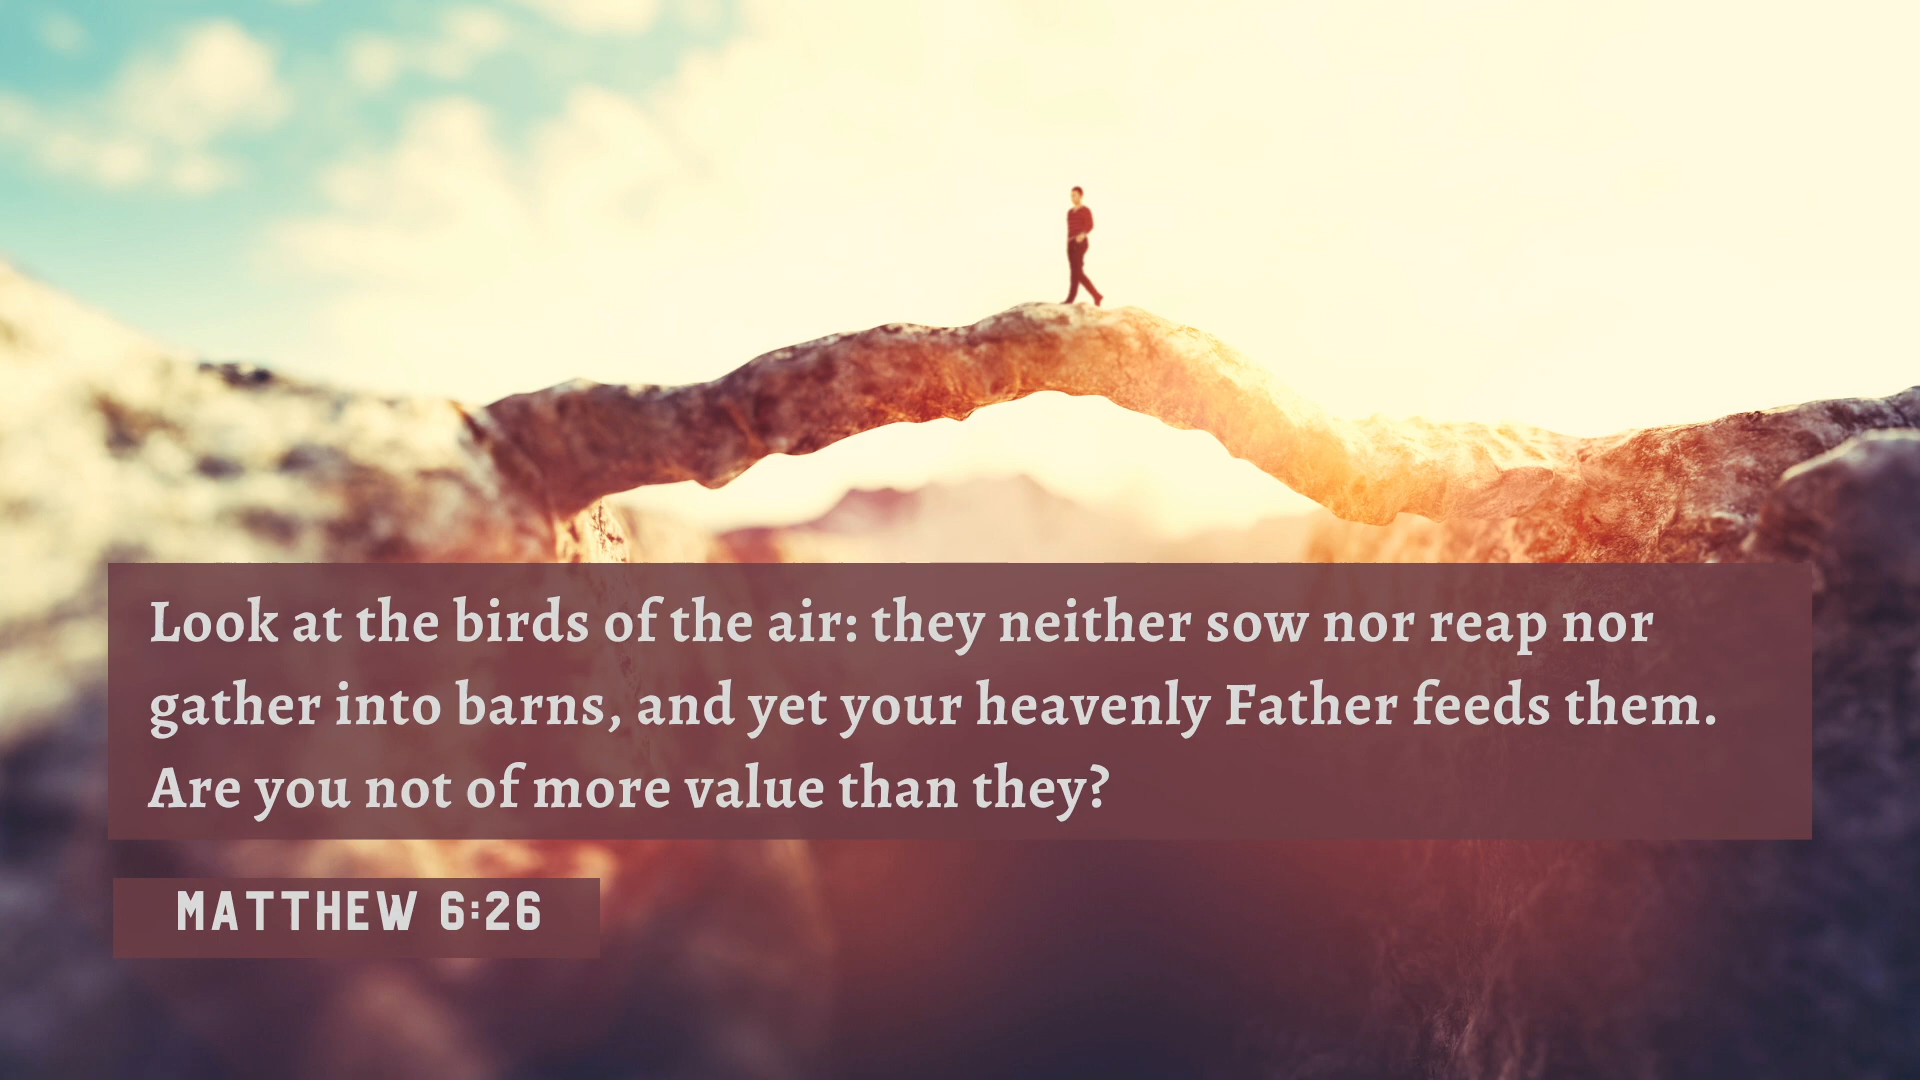 Look at the birds of the air: they neither sow nor reap nor
gather into barns, and yet your heavenly Father feeds them.
Are you not of more value than they?
MATTHEW 6:26